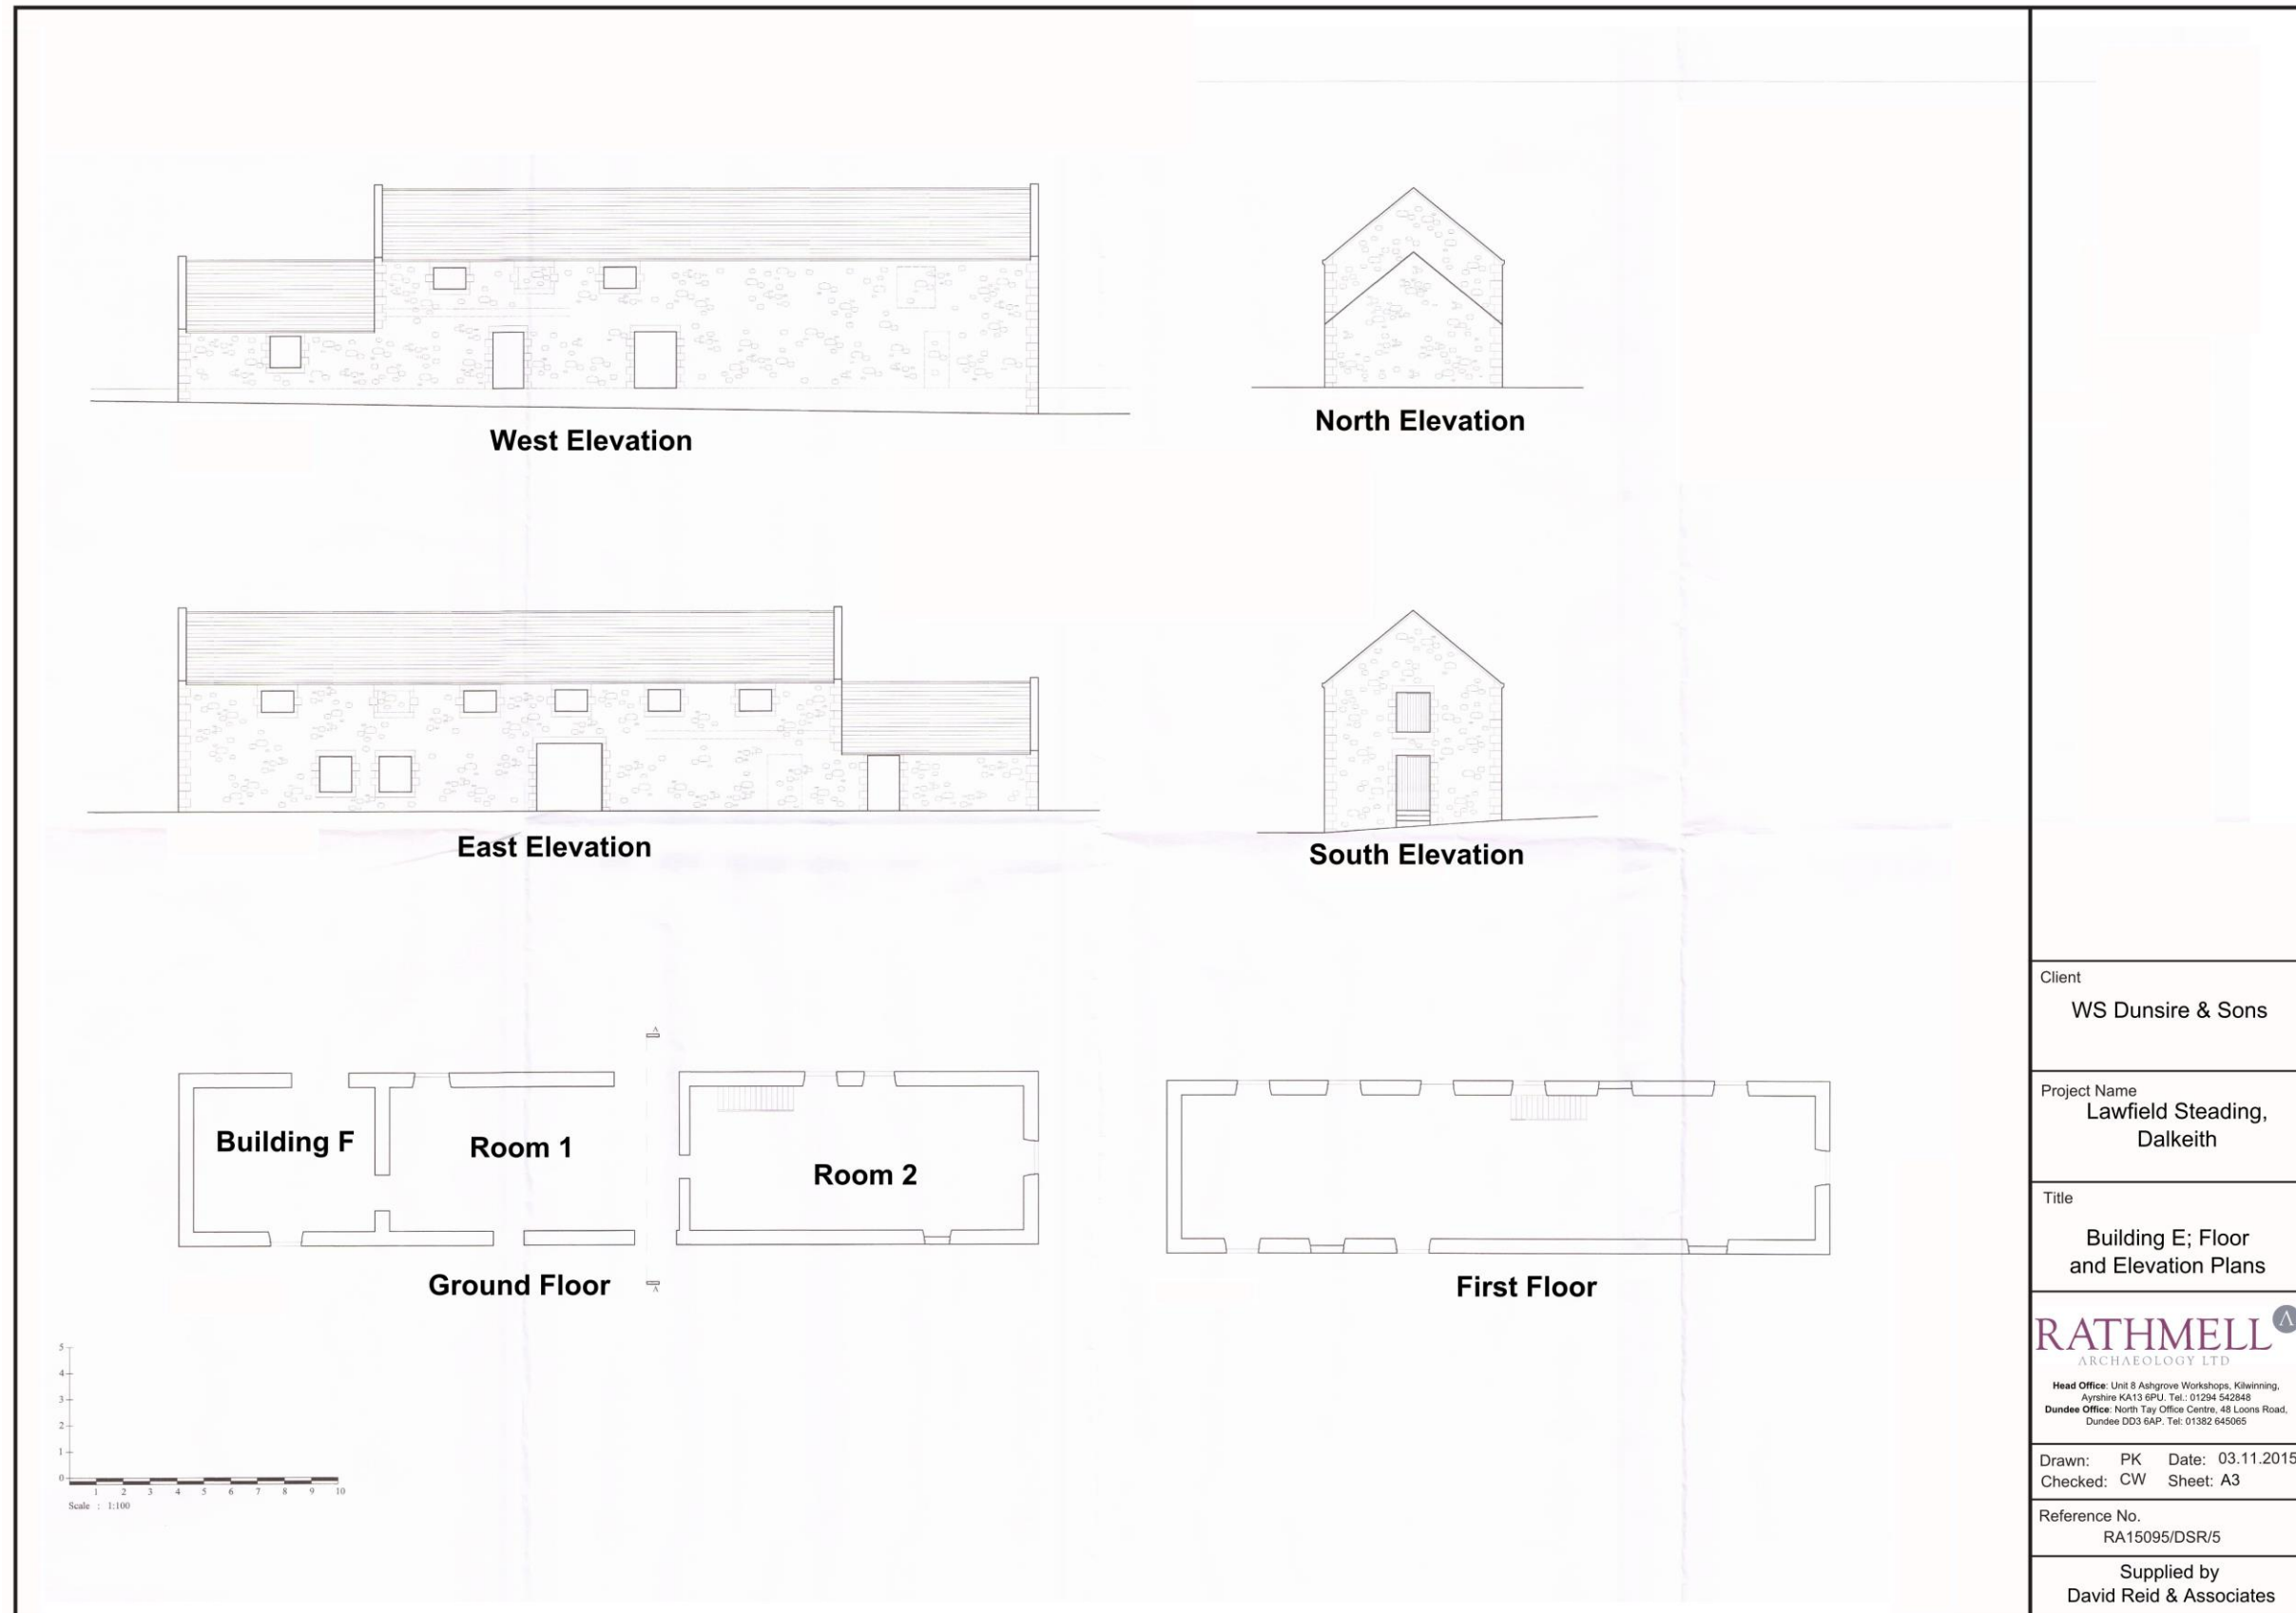 West Elevation
North Elevation
East Elevation
South Elevation
A
Building F
Room 1
Room 2
A
Ground Floor
First Floor
5
4
3
2
1
0
1 2 3 4 5 6 7 8 9 10
Scale : 1:100
Client
WS Dunsire & Sons
Project Name
Lawfield Steading,
Dalkeith
Title
Building E; Floor
and Elevation Plans
RATHMELL Λ
ΛRCHΛEOLOGY LTD
Head Office: Unit 8 Ashgrove Workshops, Kilwinning,
Ayrshire KA13 6PU. Tel.: 01294 542848
Dundee Office: North Tay Office Centre, 48 Loons Road,
Dundee DD3 6AP. Tel: 01382 645065
Drawn: PK Date: 03.11.2015
Checked: CW Sheet: A3
Reference No.
RA15095/DSR/5
Supplied by
David Reid & Associates